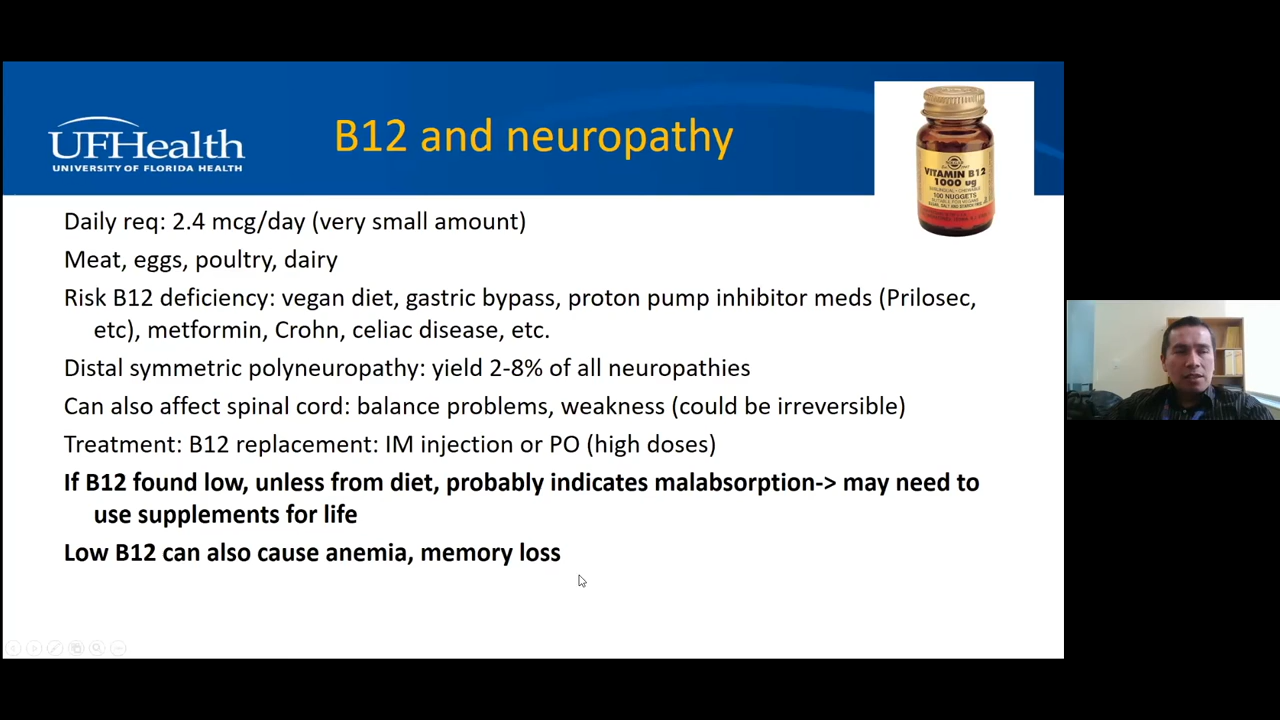 B12 and neuropathy
UFHealth
UNIVERSITY OF FLORIDA HEALTH
VITAMIN B12
1000 ug
100 NUGGETS
Daily req: 2.4 mcg/day (very small amount)
Meat, eggs, poultry, dairy
Risk B12 deficiency: vegan diet, gastric bypass, proton pump inhibitor meds (Prilosec,
etc), metformin, Crohn, celiac disease, etc.
Distal symmetric polyneuropathy: yield 2-8% of all neuropathies
Can also affect spinal cord: balance problems, weakness (could be irreversible)
Treatment: B12 replacement: IM injection or PO (high doses)
If B12 found low, unless from diet, probably indicates malabsorption-> may need to
use supplements for life
Low B12 can also cause anemia, memory loss